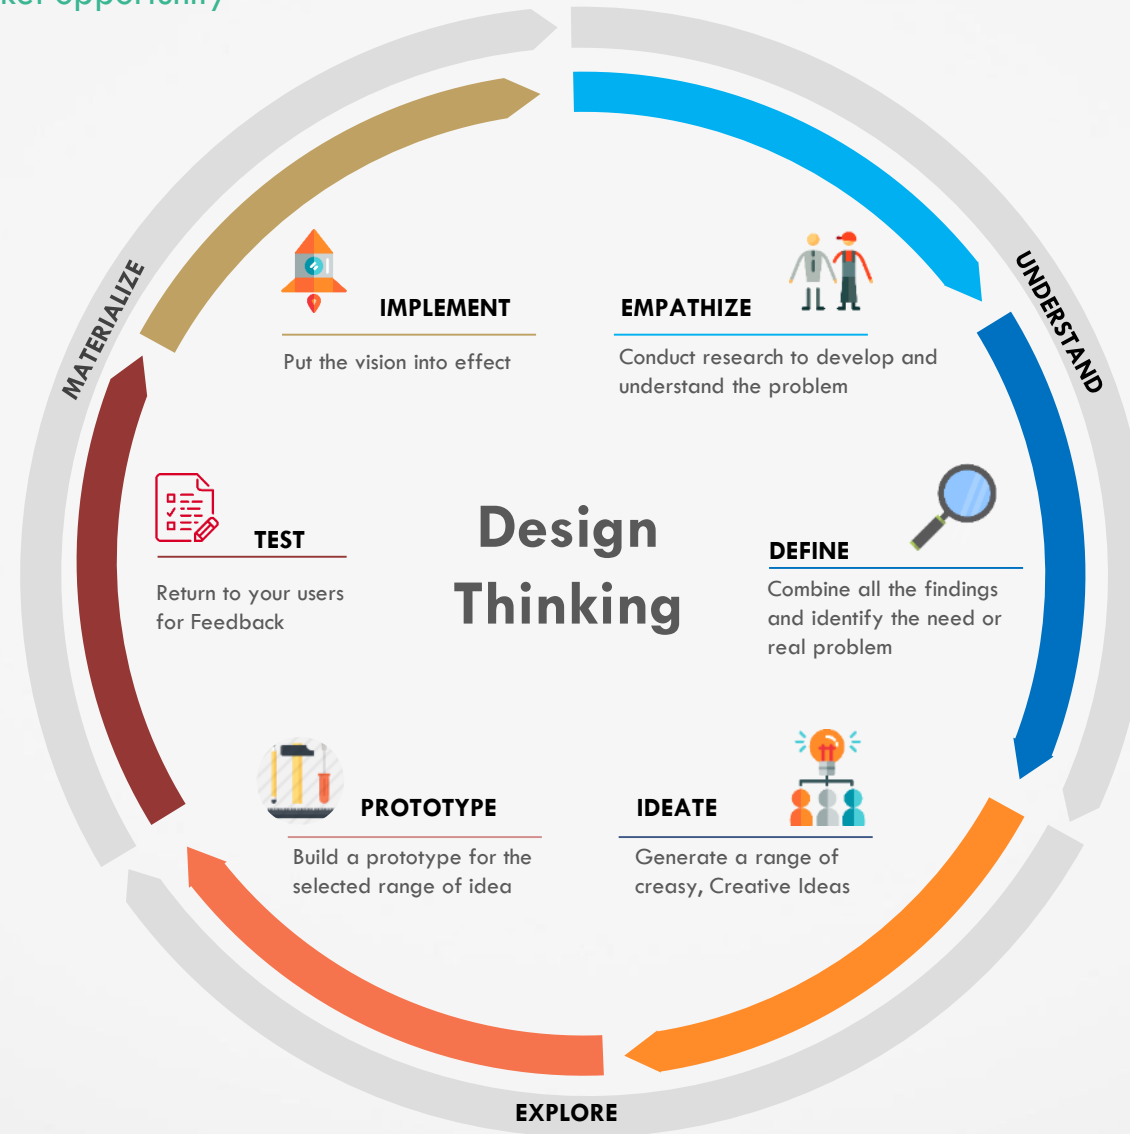 opportunity
MATERIALIZE
UNDERSTAND
IMPLEMENT
Put the vision into effect
EMPATHIZE
Conduct research to develop and
understand the problem
TEST
Return to your users
for Feedback
Design
Thinking
DEFINE
Combine all the findings
and identify the need or
real problem
PROTOTYPE
Build a prototype for the
selected range of idea
IDEATE
Generate a range of
creasy, Creative Ideas
EXPLORE